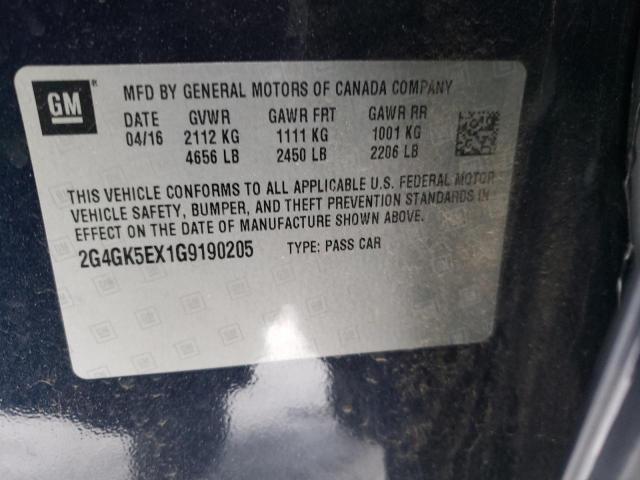 GM
MFD BY GENERAL MOTORS OF CANADA COMPANY
DATE GVWR GAWR FRT GAWR RR
04/16 2112 KG 1111 KG 1001 KG
4656 LB 2450 LB 2206 LB
THIS VEHICLE CONFORMS TO ALL APPLICABLE U.S. FEDERAL MOTOR
VEHICLE SAFETY, BUMPER, AND THEFT PREVENTION STANDARDS IN
EFFECT ON THE DATE OF MANUFACTURE SHOWN ABOVE.
2G4GK5EX1G9190205 TYPE: PASS CAR